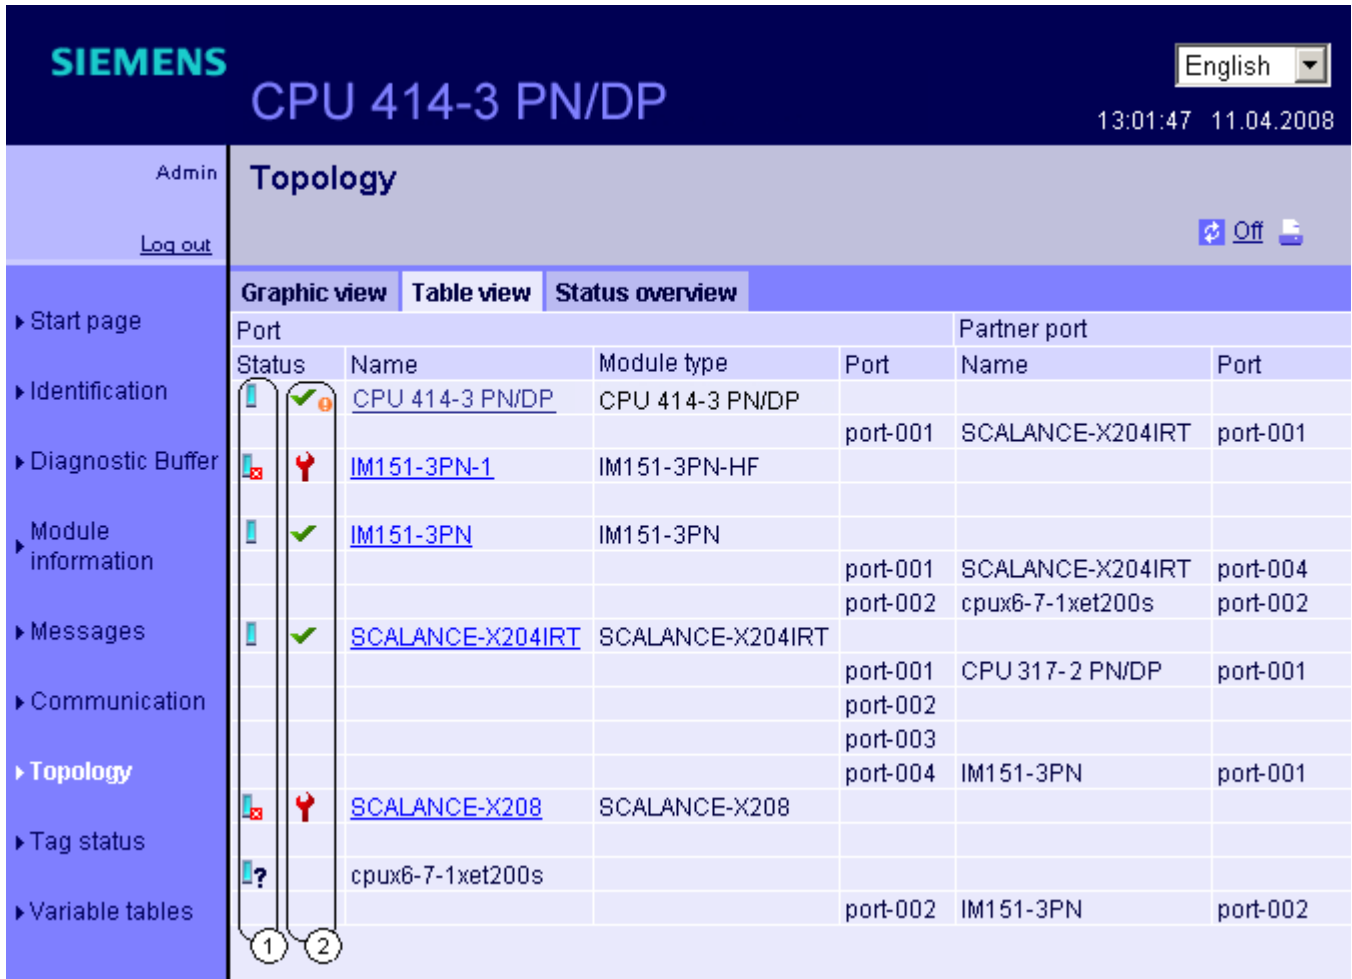 SIEMENS
English
CPU 414-3 PN/DP
13:01:47 11.04.2008
Admin
Topology
Log out
Off
Graphic view Table view Status overview
Start page
Identification
Diagnostic Buffer
Module
information
Messages
Communication
Topology
Tag status
Variable tables
Port Partner port
Status Name Module type Port Name Port
CPU 414-3 PN/DP CPU 414-3 PN/DP
port-001 SCALANCE-X204IRT port-001
IM151-3PN-1 IM151-3PN-HF
IM151-3PN IM151-3PN
port-001 SCALANCE-X204IRT port-004
port-002 cpux6-7-1xet200s port-002
SCALANCE-X204IRT SCALANCE-X204IRT
port-001 CPU 317-2 PN/DP port-001
port-002
port-003
port-004 IM151-3PN port-001
SCALANCE-X208 SCALANCE-X208
? cpux6-7-1xet200s
port-002 IM151-3PN port-002
1 2